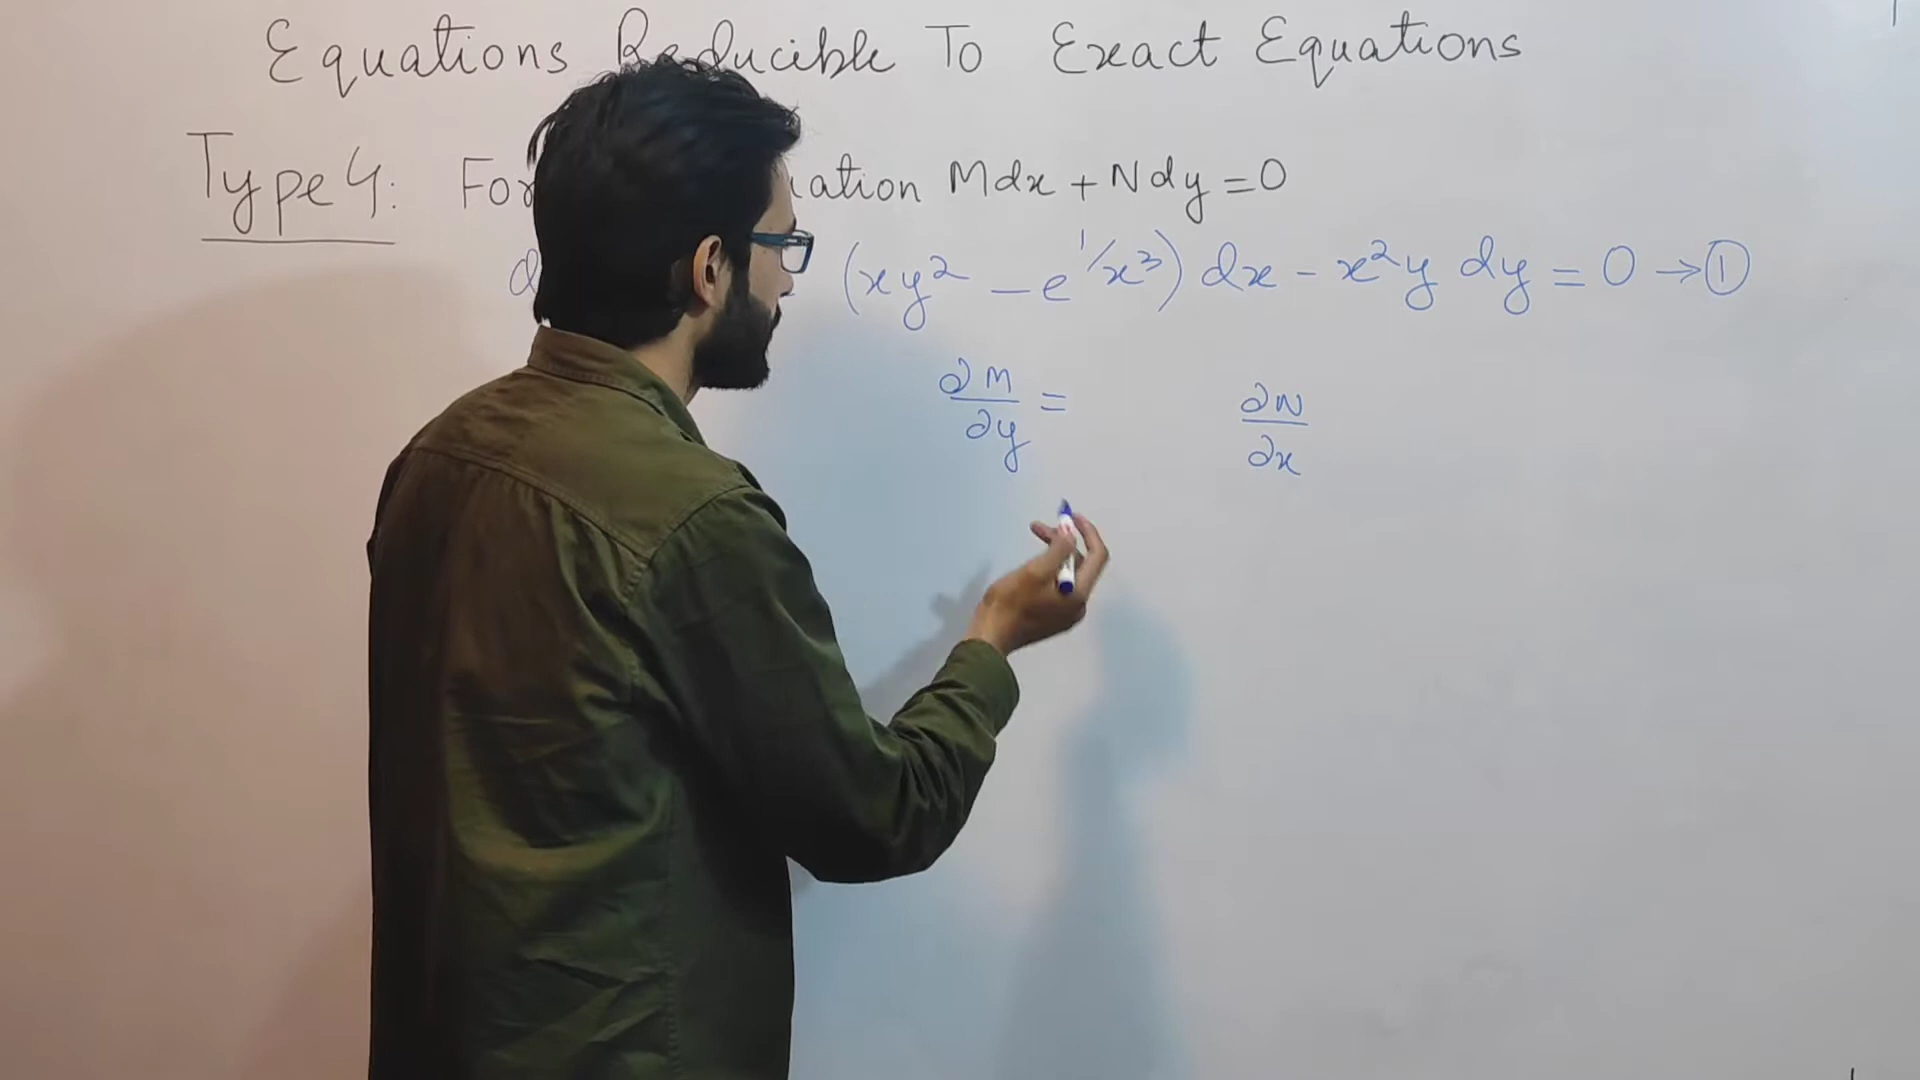 Equations Reducible To Exact Equations
Type 4: For ation Mdx + Ndy = 0
(xy² - e^{1/x³}) dx - x²y dy = 0 → ①
∂M/∂y = ∂N/∂x